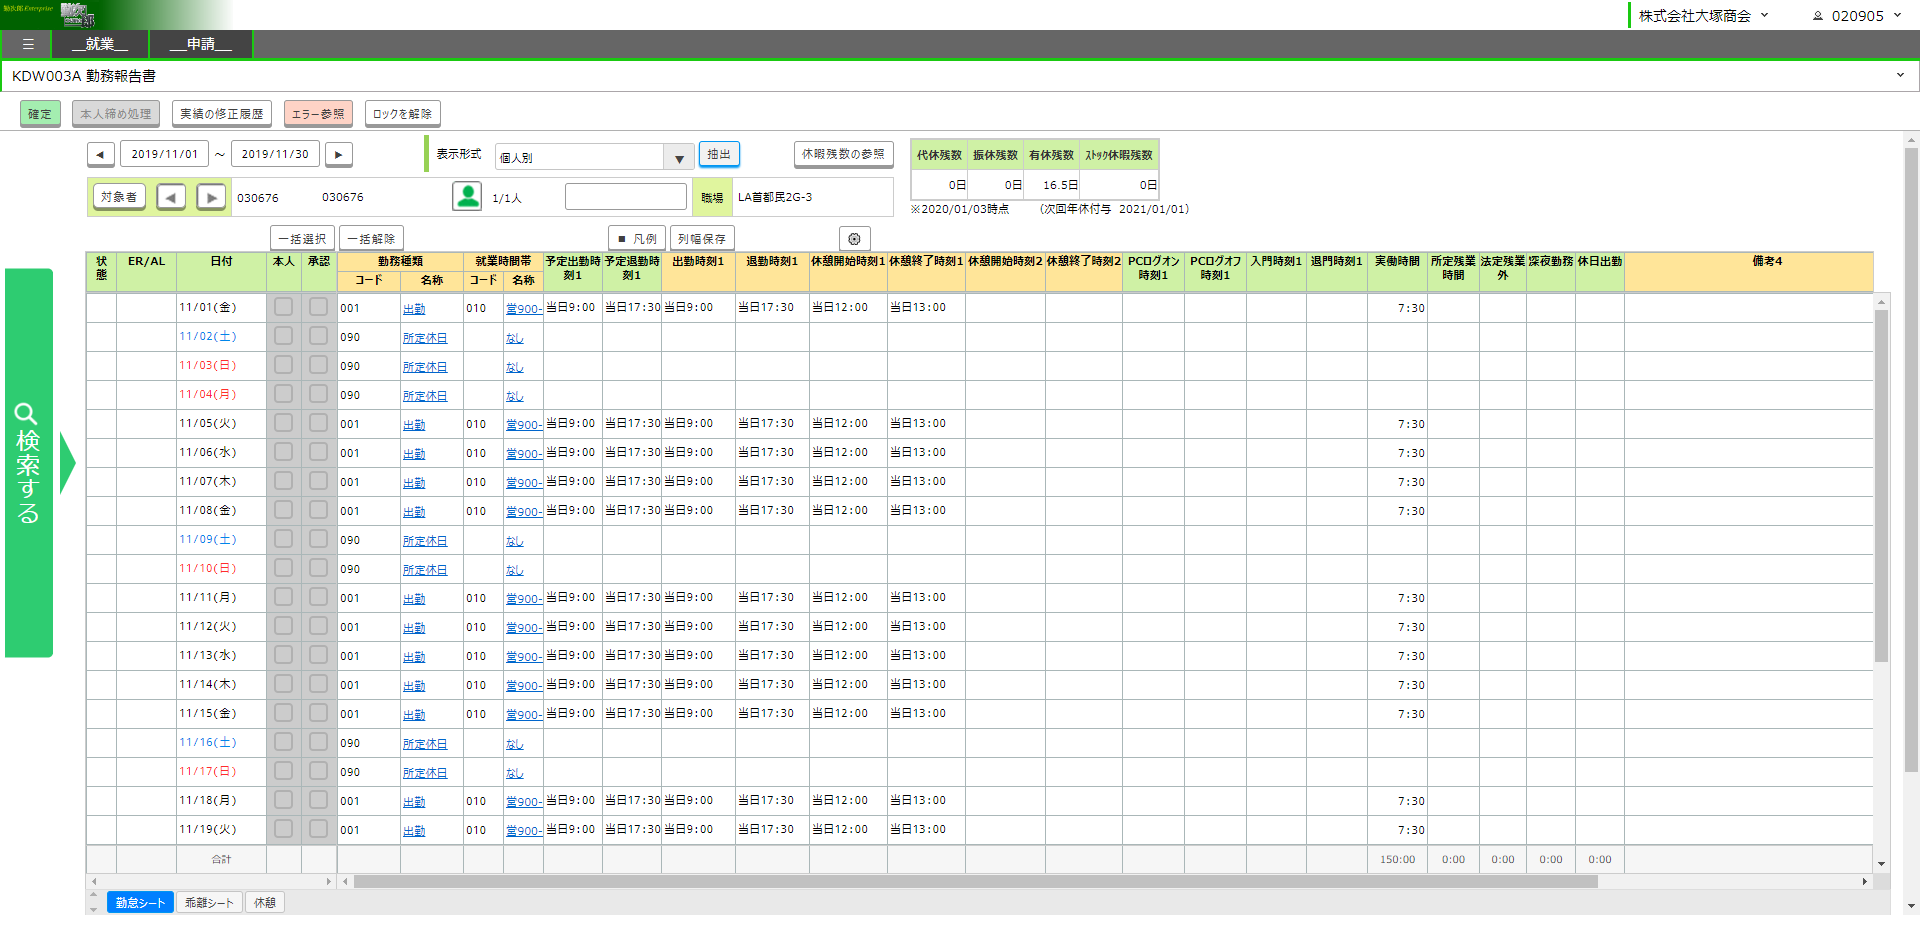 勤次郎Enterprise
株式会社大塚商会 020905
☰ __就業__ __申請__
KDW003A 勤務報告書
確定 本人締め処理 実績の修正履歴 エラー参照 ロックを解除
◀ 2019/11/01 ～ 2019/11/30 ▶ 表示形式 個人別 ▼ 抽出 休暇残数の参照
代休残数 振休残数 有休残数 ストック休暇残数
0日 0日 16.5日 0日
※2020/01/03時点 (次回年休付与 2021/01/01)
対象者 ◀ ▶ 030676 030676 1/1人 職場 LA首都民2G-3
一括選択 一括解除 ■ 凡例 列幅保存
状態 ER/AL 日付 本人 承認 勤務種類 就業時間帯 予定出勤時刻1 予定退勤時刻1 出勤時刻1 退勤時刻1 休憩開始時刻1 休憩終了時刻1 休憩開始時刻2 休憩終了時刻2 PCログオン時刻1 PCログオフ時刻1 入門時刻1 退門時刻1 実働時間 所定残業時間 法定残業外 深夜勤務 休日出勤 備考4
コード 名称 コード 名称
11/01(金) 001 出勤 010 営900- 当日9:00 当日17:30 当日9:00 当日17:30 当日12:00 当日13:00 7:30
11/02(土) 090 所定休日 なし
11/03(日) 090 所定休日 なし
11/04(月) 090 所定休日 なし
11/05(火) 001 出勤 010 営900- 当日9:00 当日17:30 当日9:00 当日17:30 当日12:00 当日13:00 7:30
11/06(水) 001 出勤 010 営900- 当日9:00 当日17:30 当日9:00 当日17:30 当日12:00 当日13:00 7:30
11/07(木) 001 出勤 010 営900- 当日9:00 当日17:30 当日9:00 当日17:30 当日12:00 当日13:00 7:30
11/08(金) 001 出勤 010 営900- 当日9:00 当日17:30 当日9:00 当日17:30 当日12:00 当日13:00 7:30
11/09(土) 090 所定休日 なし
11/10(日) 090 所定休日 なし
11/11(月) 001 出勤 010 営900- 当日9:00 当日17:30 当日9:00 当日17:30 当日12:00 当日13:00 7:30
11/12(火) 001 出勤 010 営900- 当日9:00 当日17:30 当日9:00 当日17:30 当日12:00 当日13:00 7:30
11/13(水) 001 出勤 010 営900- 当日9:00 当日17:30 当日9:00 当日17:30 当日12:00 当日13:00 7:30
11/14(木) 001 出勤 010 営900- 当日9:00 当日17:30 当日9:00 当日17:30 当日12:00 当日13:00 7:30
11/15(金) 001 出勤 010 営900- 当日9:00 当日17:30 当日9:00 当日17:30 当日12:00 当日13:00 7:30
11/16(土) 090 所定休日 なし
11/17(日) 090 所定休日 なし
11/18(月) 001 出勤 010 営900- 当日9:00 当日17:30 当日9:00 当日17:30 当日12:00 当日13:00 7:30
11/19(火) 001 出勤 010 営900- 当日9:00 当日17:30 当日9:00 当日17:30 当日12:00 当日13:00 7:30
合計 150:00 0:00 0:00 0:00 0:00
勤怠シート 乖離シート 休憩
検索する